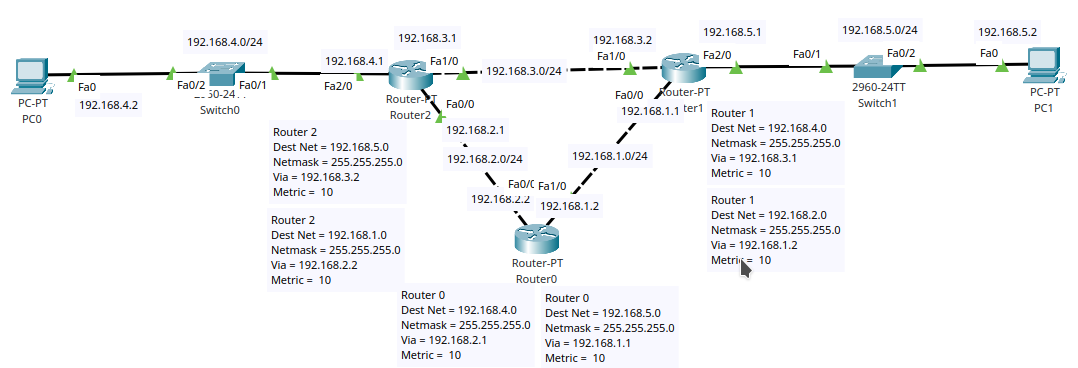 192.168.4.0/24
192.168.3.1
192.168.3.2
192.168.5.1
192.168.5.0/24
192.168.5.2
PC-PT
PC0
Fa0
192.168.4.2
Fa0/2
Fa0/1
Switch0
192.168.4.1
Fa2/0
Fa1/0
Router-PT
Router2
Fa0/0
192.168.2.1
192.168.3.0/24
Fa1/0
Fa2/0
Fa0/0
192.168.1.1
Fa0/1
Fa0/2
2960-24TT
Switch1
Fa0
PC-PT
PC1
192.168.2.0/24
192.168.1.0/24
Fa0/0
Fa1/0
192.168.2.2
192.168.1.2
Router-PT
Router0
Router 2
Dest Net = 192.168.5.0
Netmask = 255.255.255.0
Via = 192.168.3.2
Metric = 10
Router 2
Dest Net = 192.168.1.0
Netmask = 255.255.255.0
Via = 192.168.2.2
Metric = 10
Router 1
Dest Net = 192.168.4.0
Netmask = 255.255.255.0
Via = 192.168.3.1
Metric = 10
Router 1
Dest Net = 192.168.2.0
Netmask = 255.255.255.0
Via = 192.168.1.2
Metric = 10
Router 0
Dest Net = 192.168.4.0
Netmask = 255.255.255.0
Via = 192.168.2.1
Metric = 10
Router 0
Dest Net = 192.168.5.0
Netmask = 255.255.255.0
Via = 192.168.1.1
Metric = 10